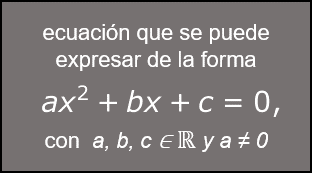 ecuación que se puede
expresar de la forma
ax² + bx + c = 0,
con a, b, c ∈ ℝ y a ≠ 0